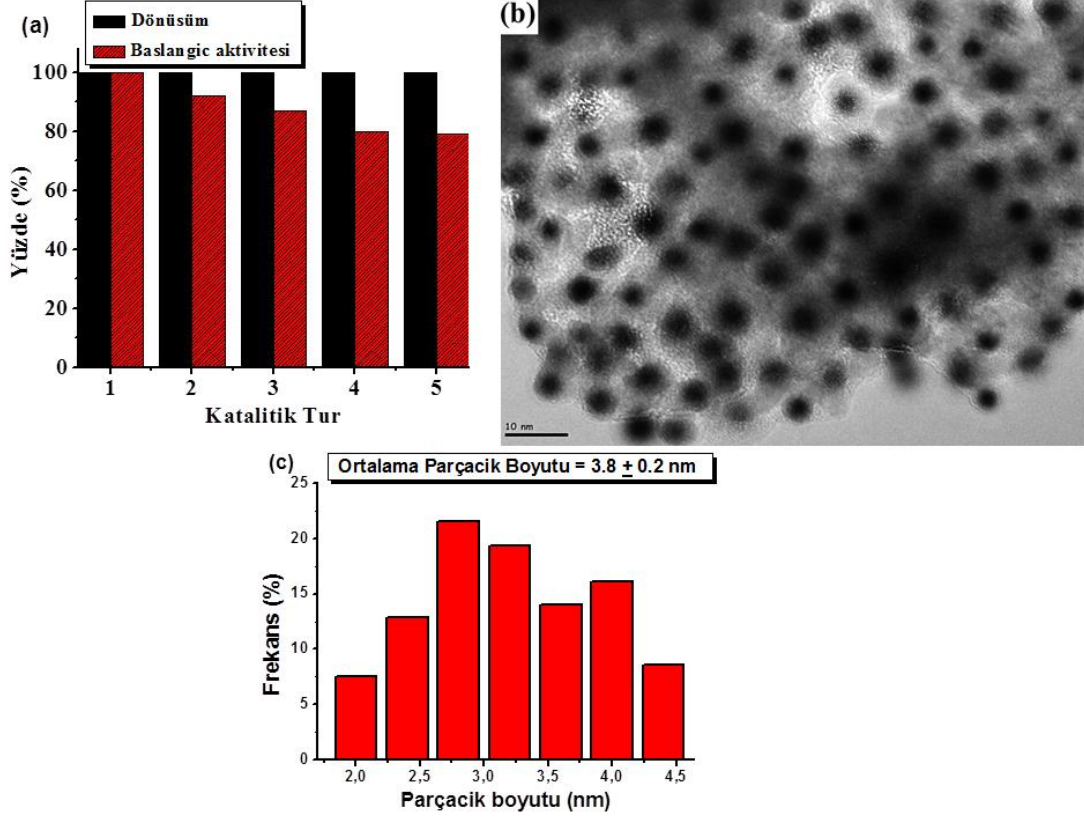 (a)
Dönüsüm
Baslangic aktivitesi
100
80
60
40
20
0
Yüzde (%)
1 2 3 4 5
Katalitik Tur
(b)
10 nm
(c)
Ortalama Parçacik Boyutu = 3.8 ± 0.2 nm
25
20
15
10
5
0
Frekans (%)
2,0 2,5 3,0 3,5 4,0 4,5
Parçacik boyutu (nm)